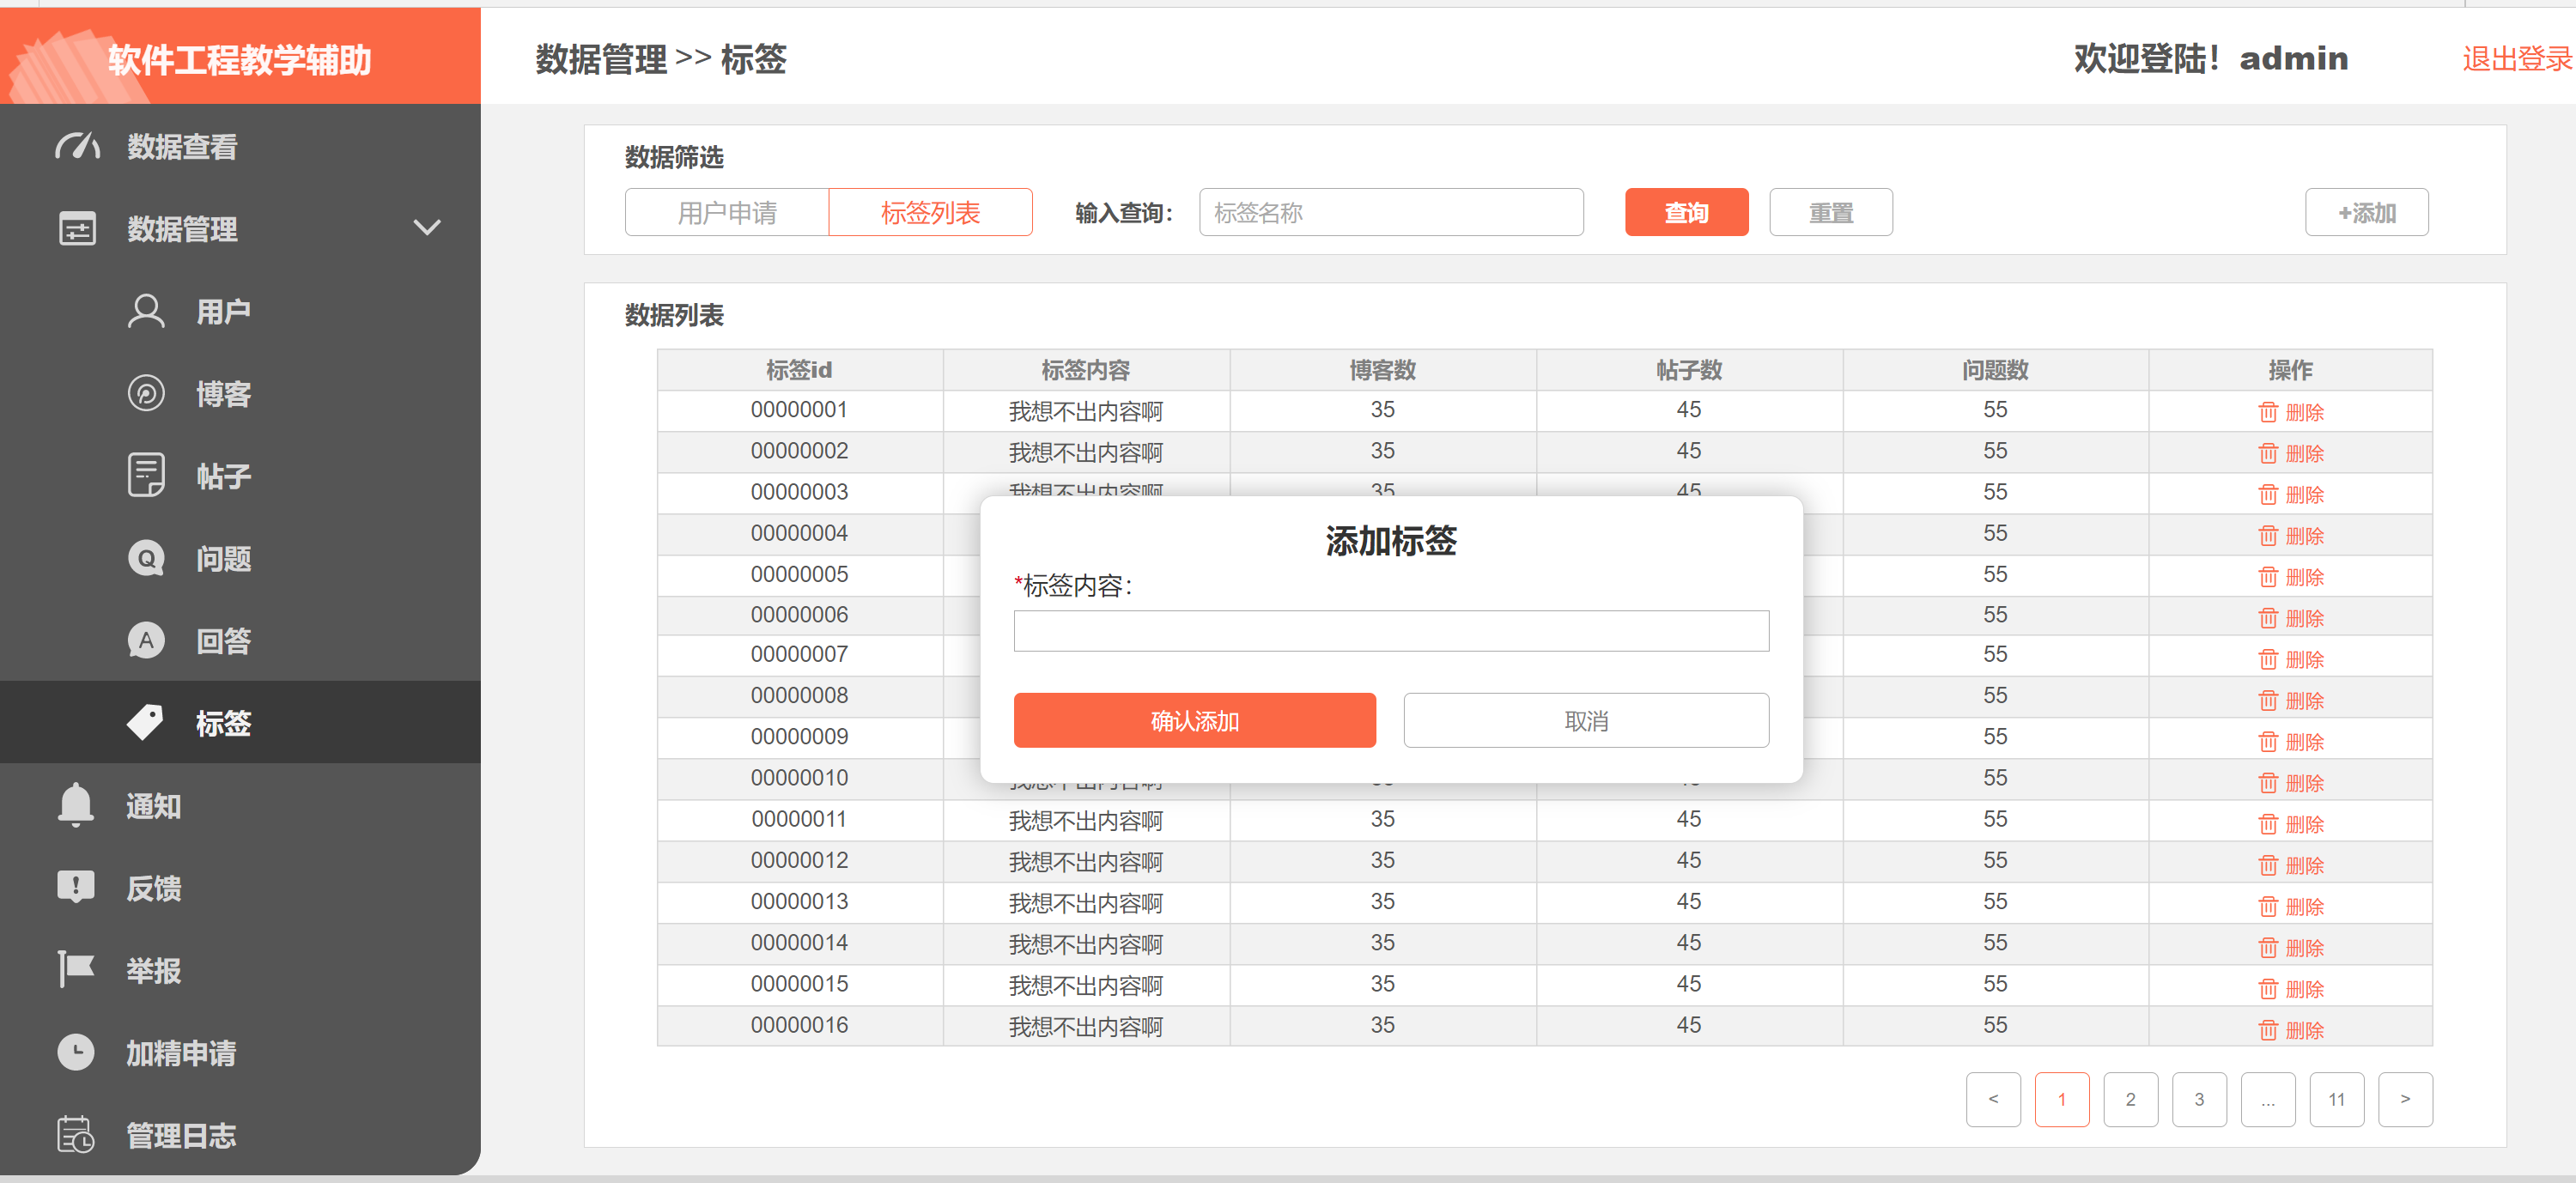 软件工程教学辅助
数据管理 >> 标签
欢迎登陆！admin
退出登录
数据查看
数据管理
用户
博客
帖子
Q 问题
A 回答
标签
通知
反馈
举报
加精申请
管理日志
数据筛选
用户申请 标签列表 输入查询： 标签名称 查询 重置 +添加
数据列表
标签id 标签内容 博客数 帖子数 问题数 操作
00000001 我想不出内容啊 35 45 55 删除
00000002 我想不出内容啊 35 45 55 删除
00000003 我想不出内容啊 35 45 55 删除
00000004 55 删除
00000005 55 删除
00000006 55 删除
00000007 55 删除
00000008 55 删除
00000009 55 删除
00000010 55 删除
00000011 我想不出内容啊 35 45 55 删除
00000012 我想不出内容啊 35 45 55 删除
00000013 我想不出内容啊 35 45 55 删除
00000014 我想不出内容啊 35 45 55 删除
00000015 我想不出内容啊 35 45 55 删除
00000016 我想不出内容啊 35 45 55 删除
添加标签
*标签内容：
确认添加 取消
< 1 2 3 ... 11 >